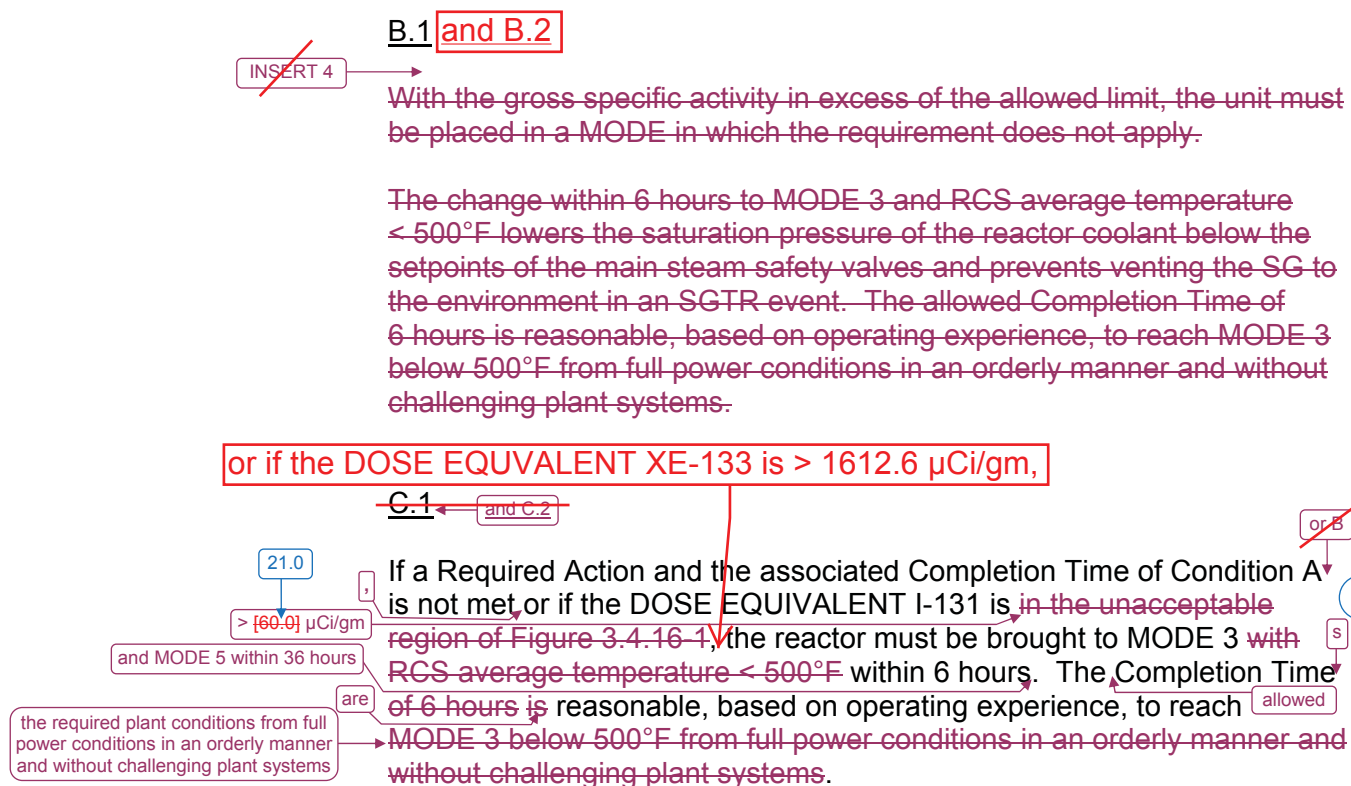 B.1 and B.2
INSERT 4
With the gross specific activity in excess of the allowed limit, the unit must
be placed in a MODE in which the requirement does not apply.
The change within 6 hours to MODE 3 and RCS average temperature
< 500°F lowers the saturation pressure of the reactor coolant below the
setpoints of the main steam safety valves and prevents venting the SG to
the environment in an SGTR event.  The allowed Completion Time of
6 hours is reasonable, based on operating experience, to reach MODE 3
below 500°F from full power conditions in an orderly manner and without
challenging plant systems.
or if the DOSE EQUVALENT XE-133 is > 1612.6 µCi/gm,
C.1 and C.2
or B
21.0
If a Required Action and the associated Completion Time of Condition A
,
is not met or if the DOSE EQUIVALENT I-131 is in the unacceptable
> [60.0] µCi/gm
region of Figure 3.4.16-1, the reactor must be brought to MODE 3 with
s
and MODE 5 within 36 hours
RCS average temperature < 500°F within 6 hours.  The Completion Time
are
of 6 hours is reasonable, based on operating experience, to reach
allowed
the required plant conditions from full
power conditions in an orderly manner
and without challenging plant systems
MODE 3 below 500°F from full power conditions in an orderly manner and
without challenging plant systems.